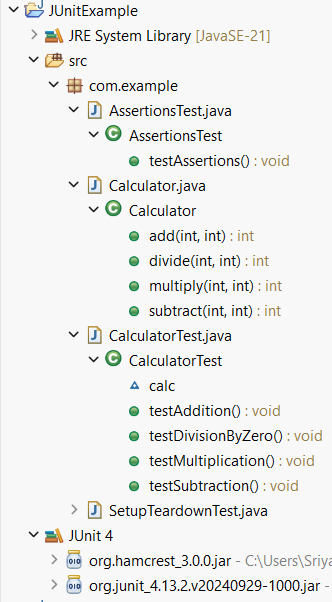 JUnitExample
JRE System Library [JavaSE-21]
src
com.example
AssertionsTest.java
AssertionsTest
testAssertions() : void
Calculator.java
Calculator
add(int, int) : int
divide(int, int) : int
multiply(int, int) : int
subtract(int, int) : int
CalculatorTest.java
CalculatorTest
calc
testAddition() : void
testDivisionByZero() : void
testMultiplication() : void
testSubtraction() : void
SetupTeardownTest.java
JUnit 4
org.hamcrest_3.0.0.jar - C:\Users\Sriya
org.junit_4.13.2.v20240929-1000.jar